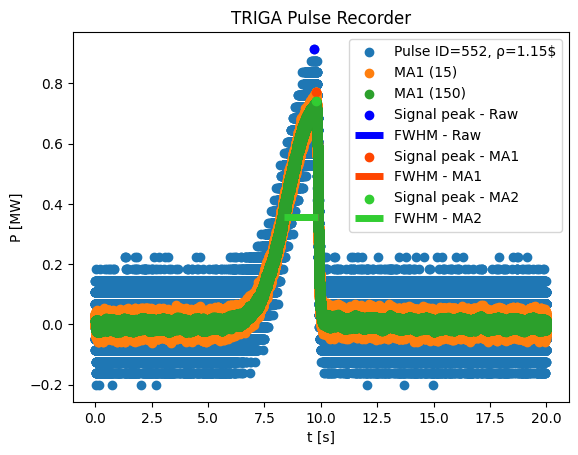 TRIGA Pulse Recorder
P [MW]
0.8
0.6
0.4
0.2
0.0
−0.2
Pulse ID=552, ρ=1.15$
MA1 (15)
MA1 (150)
Signal peak - Raw
FWHM - Raw
Signal peak - MA1
FWHM - MA1
Signal peak - MA2
FWHM - MA2
0.0 2.5 5.0 7.5 10.0 12.5 15.0 17.5 20.0
t [s]